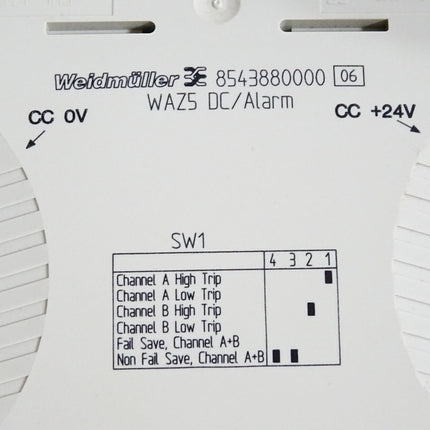 Weidmüller 8543880000 06
WAZ5 DC/Alarm
CC 0V
CC +24V
SW1
4 3 2 1
Channel A High Trip
Channel A Low Trip
Channel B High Trip
Channel B Low Trip
Fail Save, Channel A+B
Non Fail Save, Channel A+B